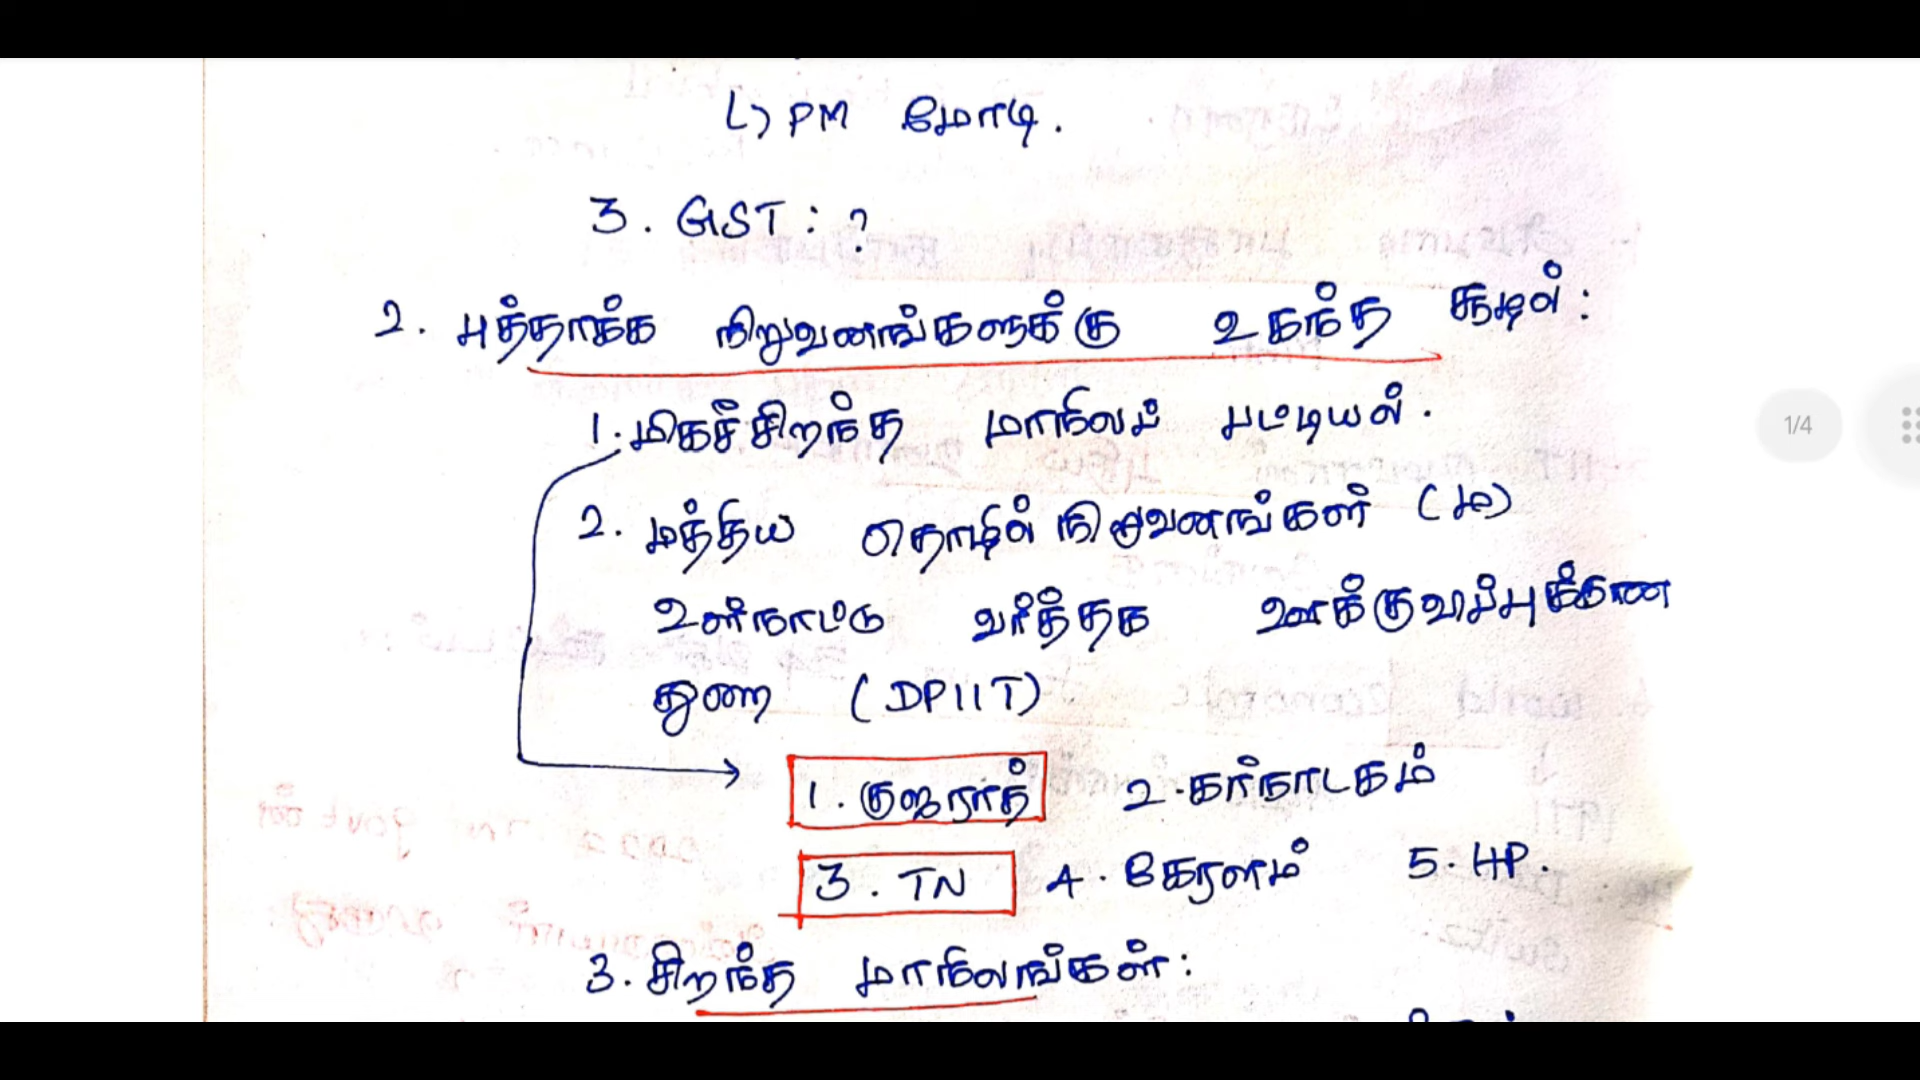 ↳ PM மோடி.
3. GST : ?
2. புத்தாக்க நிறுவனங்களுக்கு உகந்த சூழல் :
1. மிகச்சிறந்த மாநிலம் பட்டியல்.
2. மத்திய தொழில் நிறுவனங்கள் (ம)
உள்நாட்டு வர்த்தக ஊக்குவிப்புக்கான
துறை (DPIIT)
1. குஜராத் 2. கர்நாடகம்
3. TN 4. கேரளம் 5. HP.
3. சிறந்த மாநிலங்கள் :
1/4